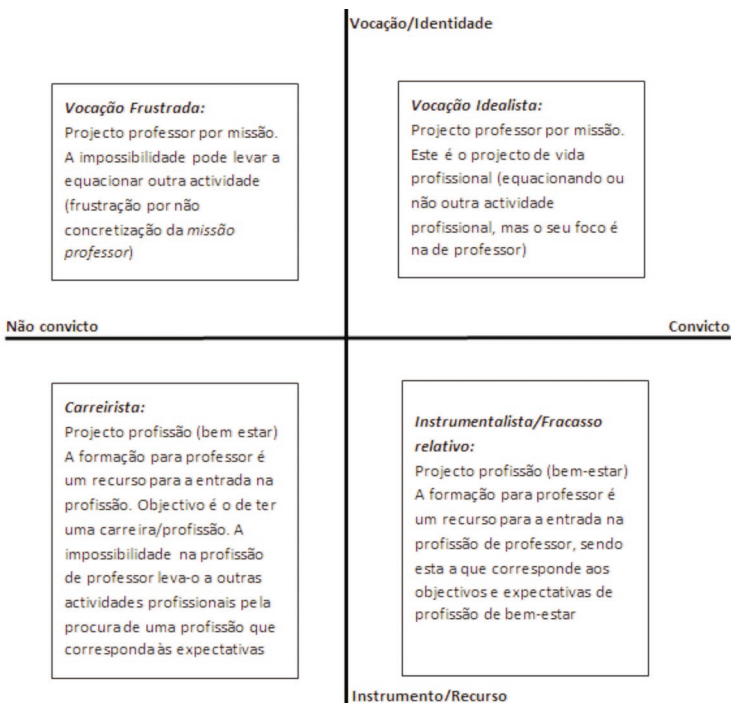 Vocação/Identidade
Vocação Frustrada:
Projecto professor por missão.
A impossibilidade pode levar a
equacionar outra actividade
(frustração por não
concretização da missão
professor)
Vocação Idealista:
Projecto professor por missão.
Este é o projecto de vida
profissional (equacionando ou
não outra actividade
profissional, mas o seu foco é
na de professor)
Não convicto
Convicto
Carreirista:
Projecto profissão (bem estar)
A formação para professor é
um recurso para a entrada na
profissão. Objectivo é o de ter
uma carreira/profissão. A
impossibilidade na profissão
de professor leva-o a outras
actividades profissionais pela
procura de uma profissão que
corresponda às expectativas
Instrumentalista/Fracasso
relativo:
Projecto profissão (bem-estar)
A formação para professor é
um recurso para a entrada na
profissão de professor, sendo
esta a que corresponde aos
objectivos e expectativas de
profissão de bem-estar
Instrumento/Recurso